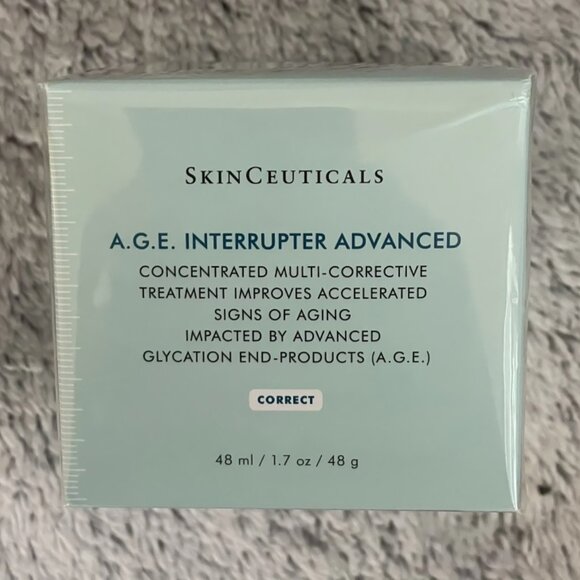 SKINCEUTICALS
A.G.E. INTERRUPTER ADVANCED
CONCENTRATED MULTI-CORRECTIVE
TREATMENT IMPROVES ACCELERATED
SIGNS OF AGING
IMPACTED BY ADVANCED
GLYCATION END-PRODUCTS (A.G.E.)
CORRECT
48 ml / 1.7 oz / 48 g